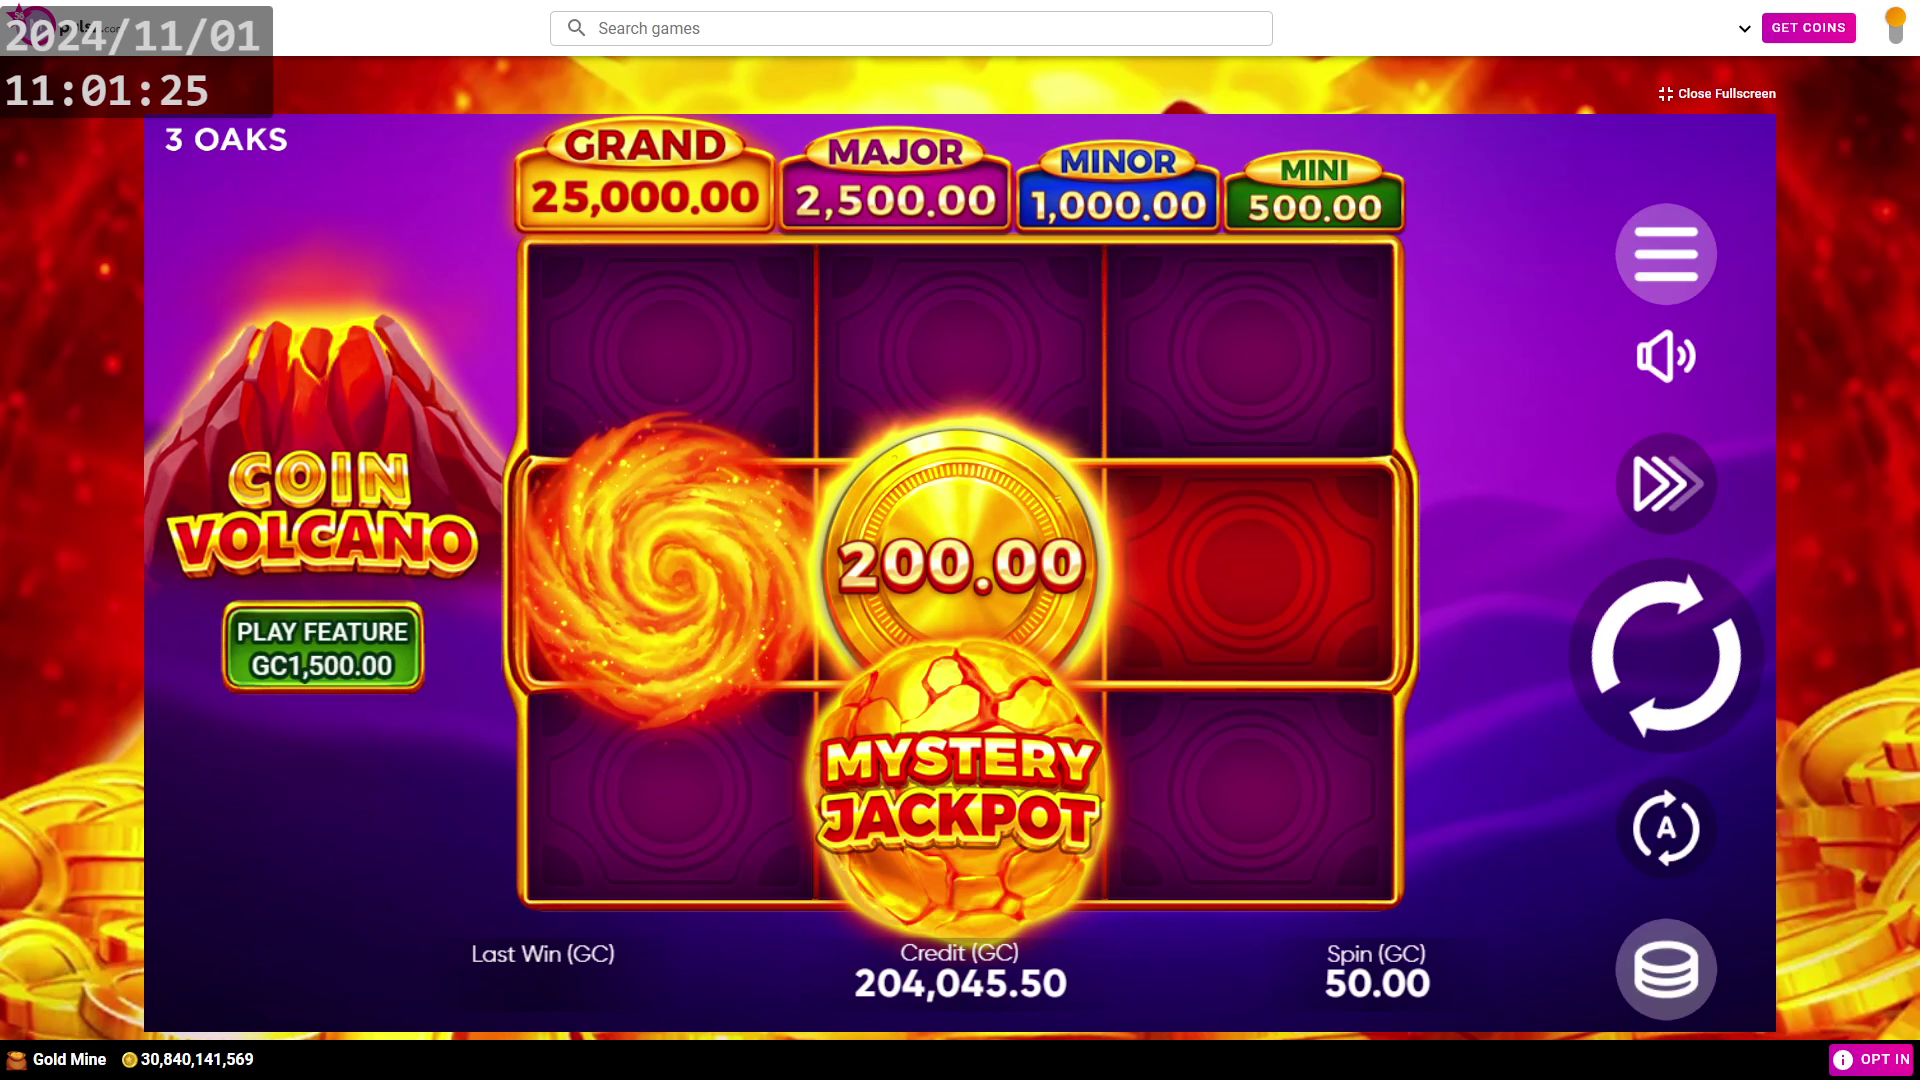 2024/11/01
11:01:25
Search games
GET COINS
Close Fullscreen
3 OAKS
GRAND
25,000.00
MAJOR
2,500.00
MINOR
1,000.00
MINI
500.00
COIN
VOLCANO
PLAY FEATURE
GC1,500.00
200.00
MYSTERY
JACKPOT
A
Last Win (GC)
Credit (GC)
204,045.50
Spin (GC)
50.00
Gold Mine
30,840,141,569
OPT IN